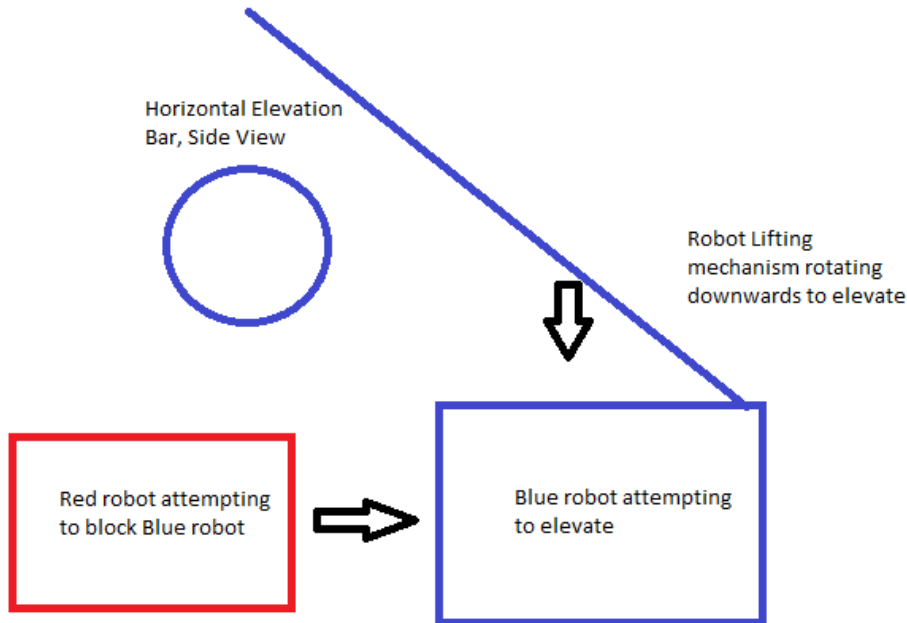 Horizontal Elevation
Bar, Side View
Robot Lifting
mechanism rotating
downwards to elevate
Red robot attempting
to block Blue robot
Blue robot attempting
to elevate